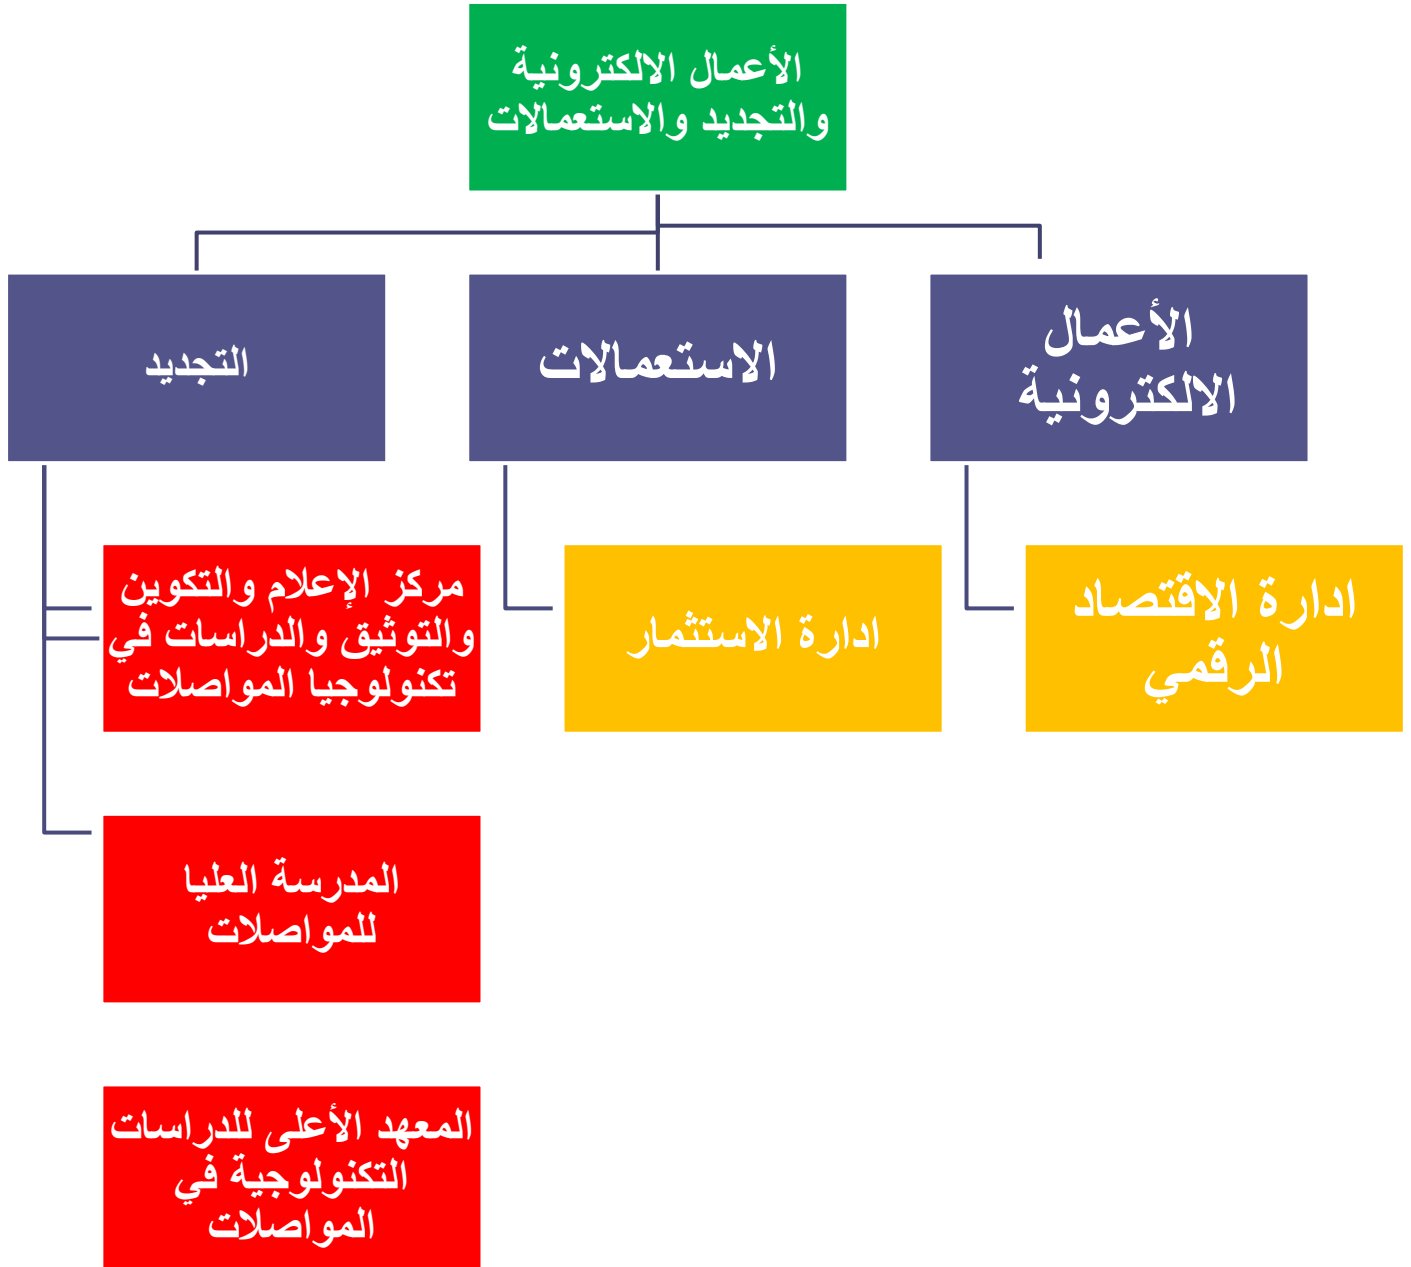 الأعمال الالكترونية
والتجديد والاستعمالات
الأعمال
الالكترونية
الاستعمالات
التجديد
ادارة الاقتصاد
الرقمي
ادارة الاستثمار
مركز الإعلام والتكوين
والتوثيق والدراسات في
تكنولوجيا المواصلات
المدرسة العليا
للمواصلات
المعهد الأعلى للدراسات
التكنولوجية في
المواصلات